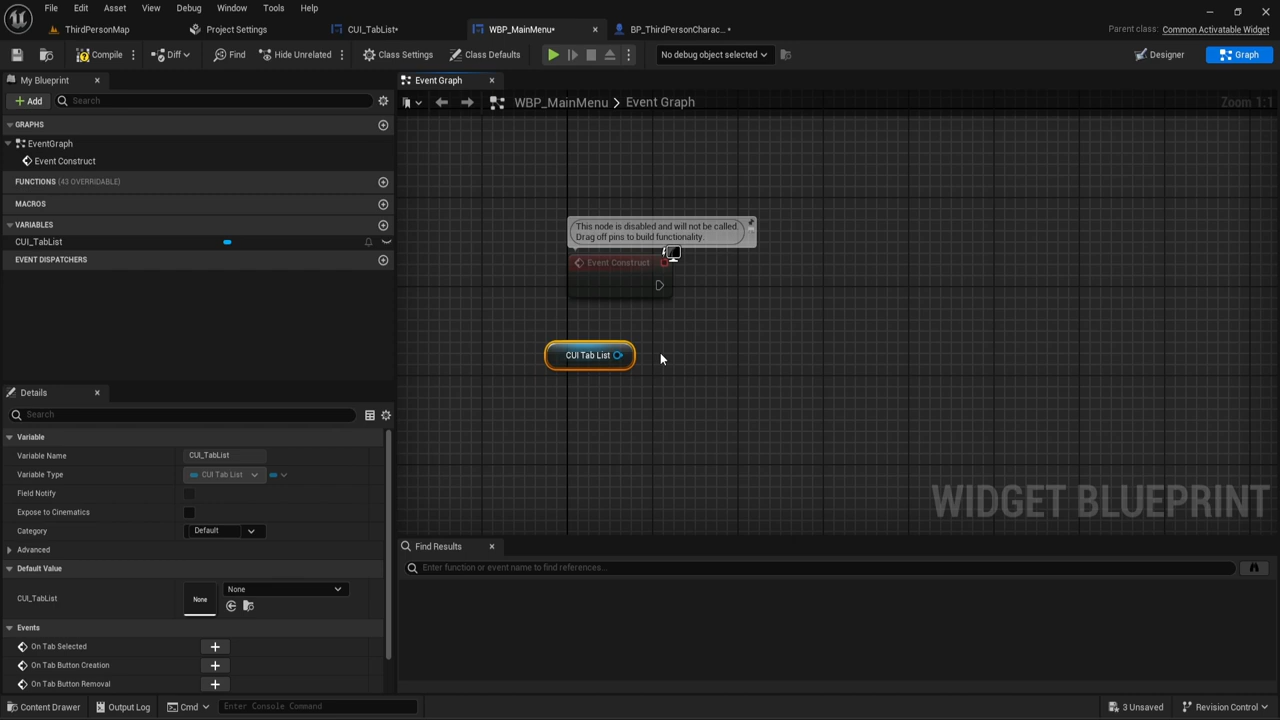 File Edit Asset View Debug Window Tools Help
ThirdPersonMap Project Settings CUI_TabList* WBP_MainMenu* BP_ThirdPersonCharac...* Parent class: Common Activatable Widget
Compile Diff Find Hide Unrelated Class Settings Class Defaults No debug object selected Designer Graph
My Blueprint Event Graph
Add Search WBP_MainMenu > Event Graph Zoom 1:1
GRAPHS
EventGraph
Event Construct
FUNCTIONS (43 OVERRIDABLE)
MACROS
VARIABLES
CUI_TabList
EVENT DISPATCHERS
This node is disabled and will not be called.
Drag off pins to build functionality.
Event Construct
CUI Tab List
WIDGET BLUEPRINT
Details
Search
Variable
Variable Name CUI_TabList
Variable Type CUI Tab List
Field Notify
Expose to Cinematics
Category Default
Advanced
Default Value
CUI_TabList None None
Events
On Tab Selected
On Tab Button Creation
On Tab Button Removal
Find Results
Enter function or event name to find references...
Content Drawer Output Log Cmd Enter Console Command 3 Unsaved Revision Control